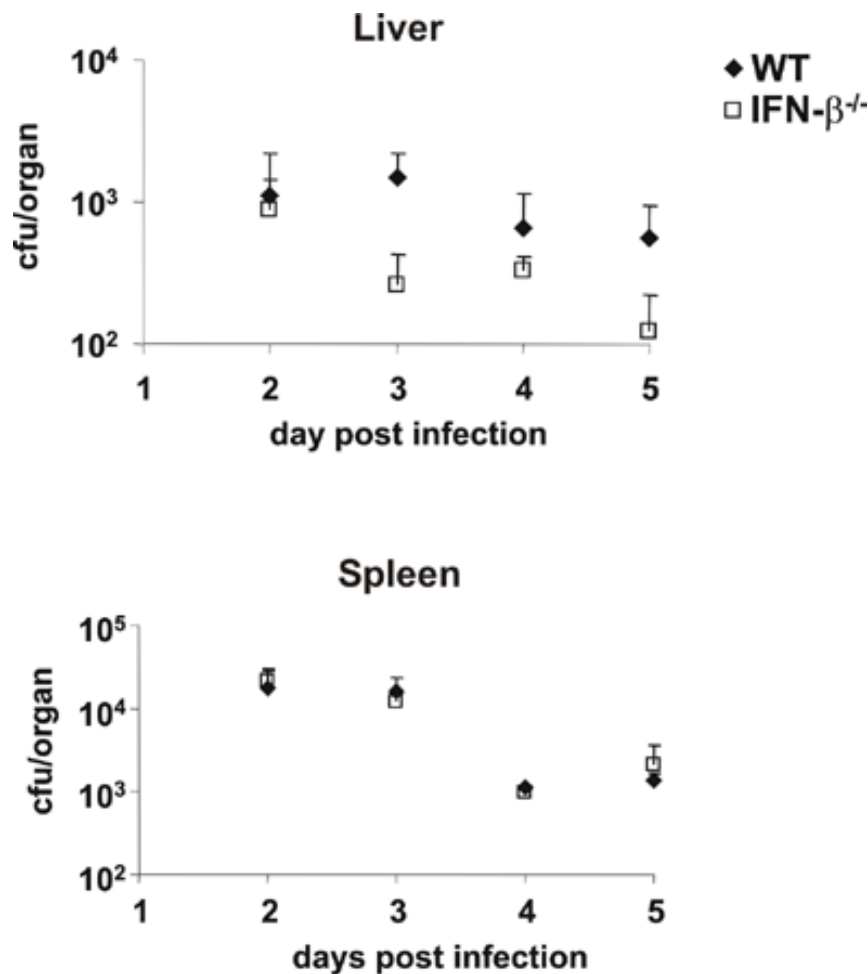 Liver
10⁴
10³
10²
cfu/organ
1 2 3 4 5
day post infection
WT
IFN-β⁻/⁻
Spleen
10⁵
10⁴
10³
10²
cfu/organ
1 2 3 4 5
days post infection